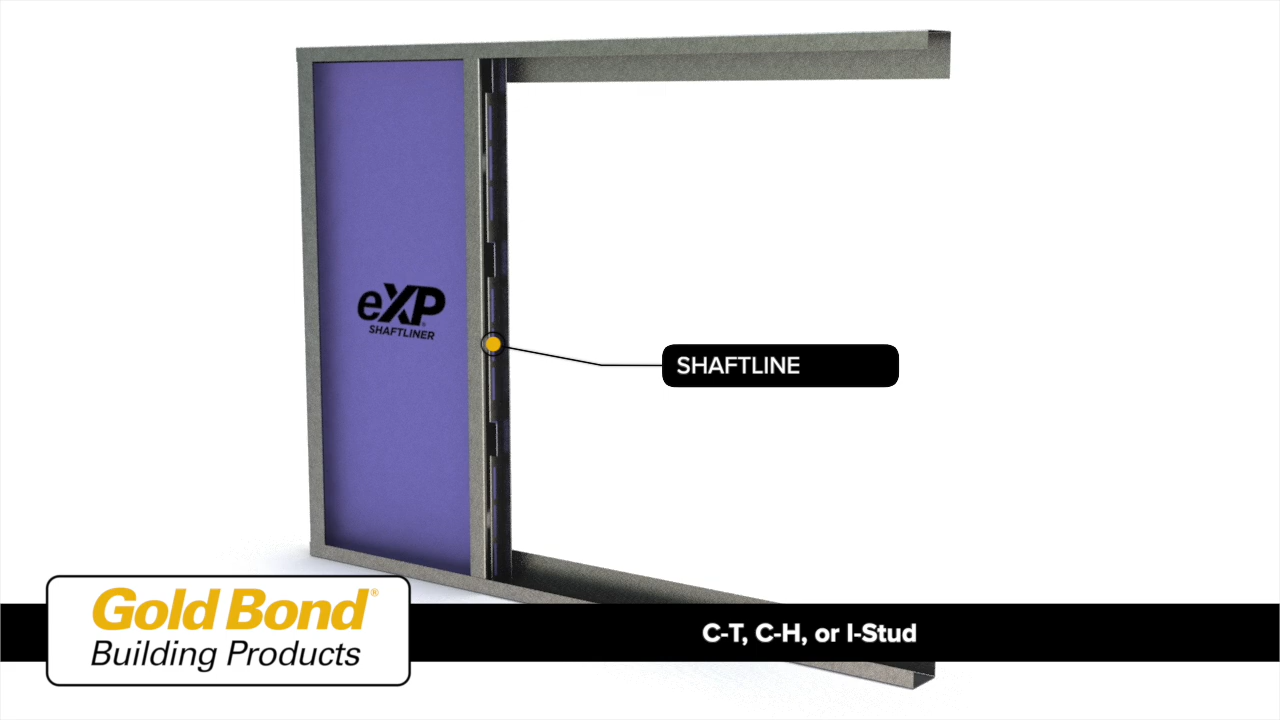 eXP®
SHAFTLINER
SHAFTLINE
C-T, C-H, or I-Stud
Gold Bond®
Building Products